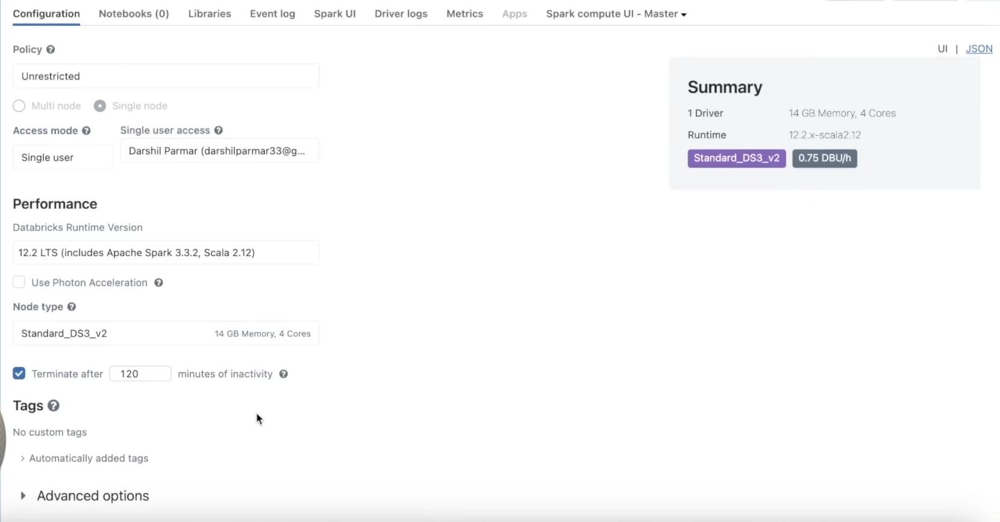 Configuration Notebooks (0) Libraries Event log Spark UI Driver logs Metrics Apps Spark compute UI - Master
Policy
UI | JSON
Unrestricted
Summary
Multi node Single node
1 Driver 14 GB Memory, 4 Cores
Access mode Single user access
Runtime 12.2.x-scala2.12
Single user Darshil Parmar (darshilparmar33@g...
Standard_DS3_v2 0.75 DBU/h
Performance
Databricks Runtime Version
12.2 LTS (includes Apache Spark 3.3.2, Scala 2.12)
Use Photon Acceleration
Node type
Standard_DS3_v2 14 GB Memory, 4 Cores
Terminate after 120 minutes of inactivity
Tags
No custom tags
Automatically added tags
Advanced options